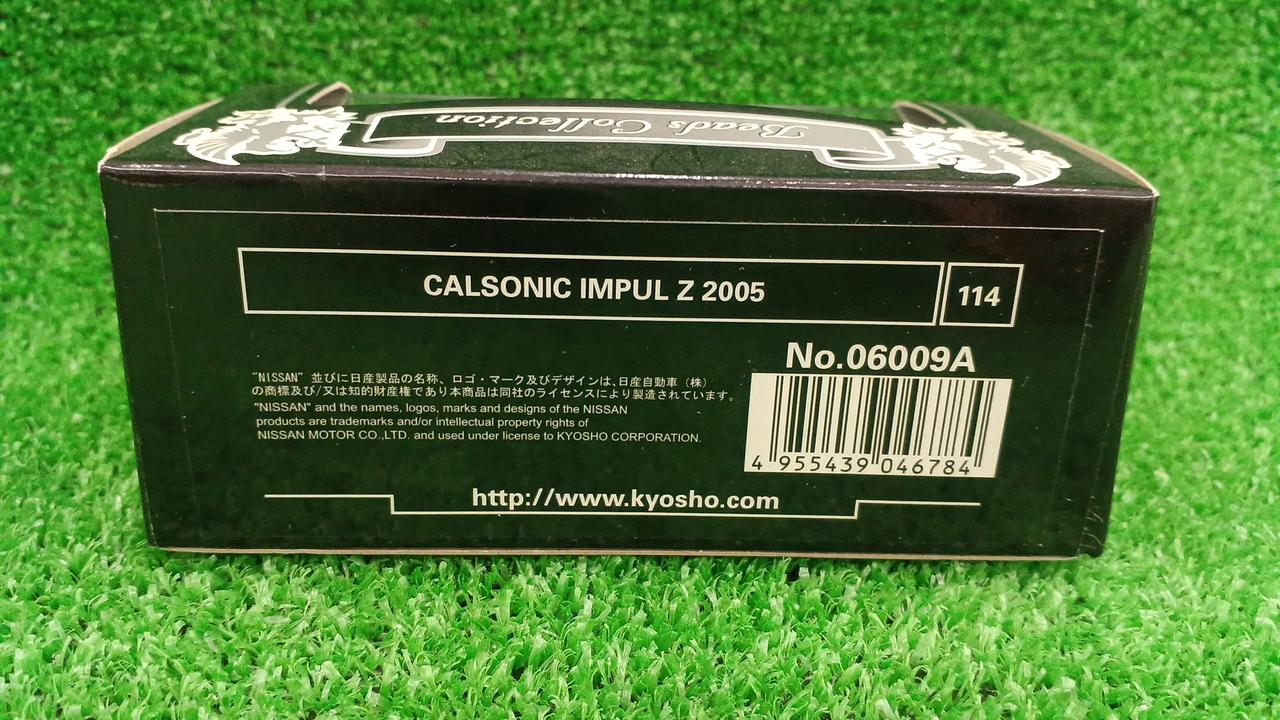 Beads Collection
CALSONIC IMPUL Z 2005
114
No.06009A
"NISSAN" 並びに日産製品の名称、ロゴ・マーク及びデザインは、日産自動車（株）
の商標及び/又は知的財産権であり本商品は同社のライセンスにより製造されています。
"NISSAN" and the names, logos, marks and designs of the NISSAN
products are trademarks and/or intellectual property rights of
NISSAN MOTOR CO.,LTD. and used under license to KYOSHO CORPORATION.
4 955439 046784
http://www.kyosho.com